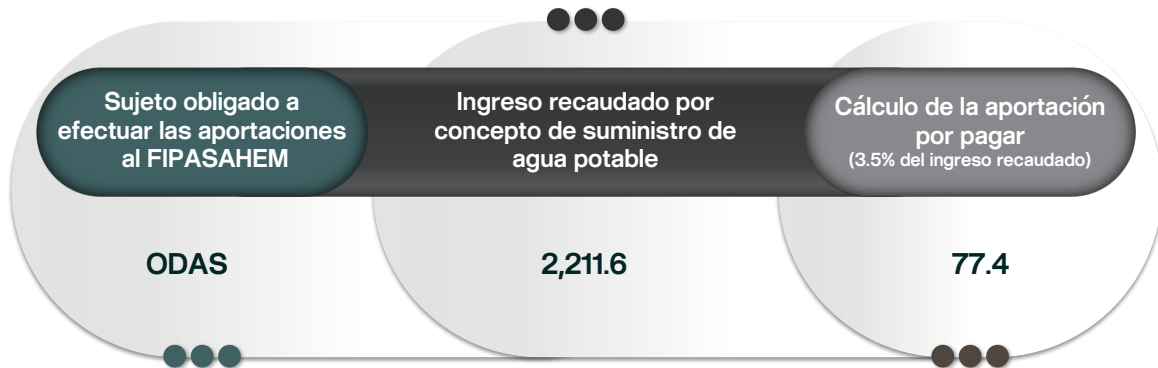 Sujeto obligado a
efectuar las aportaciones
al FIPASAHEM
Ingreso recaudado por
concepto de suministro de
agua potable
Cálculo de la aportación
por pagar
(3.5% del ingreso recaudado)
ODAS
2,211.6
77.4